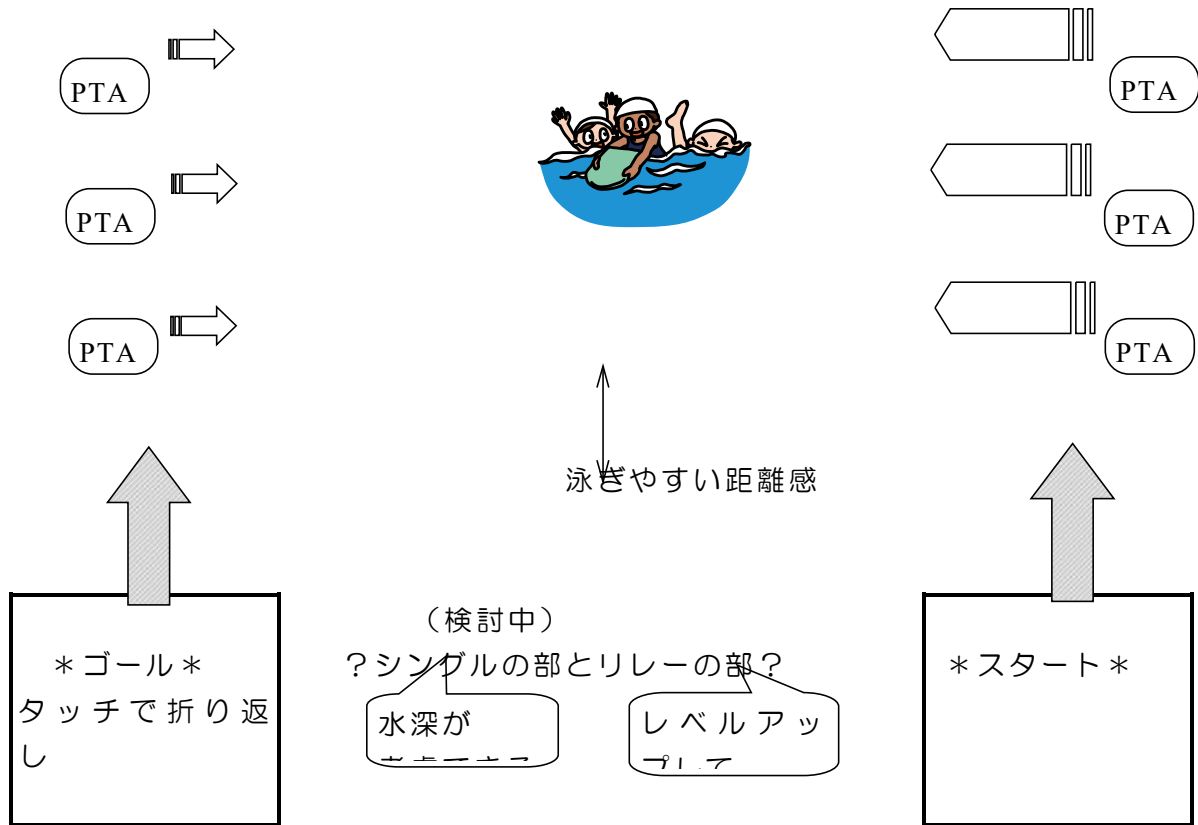 PTA
PTA
PTA
PTA
PTA
PTA
泳ぎやすい距離感
（検討中）
？シングルの部とリレーの部？
＊ゴール＊
タッチで折り返
し
水深が
レベルアッ
＊スタート＊